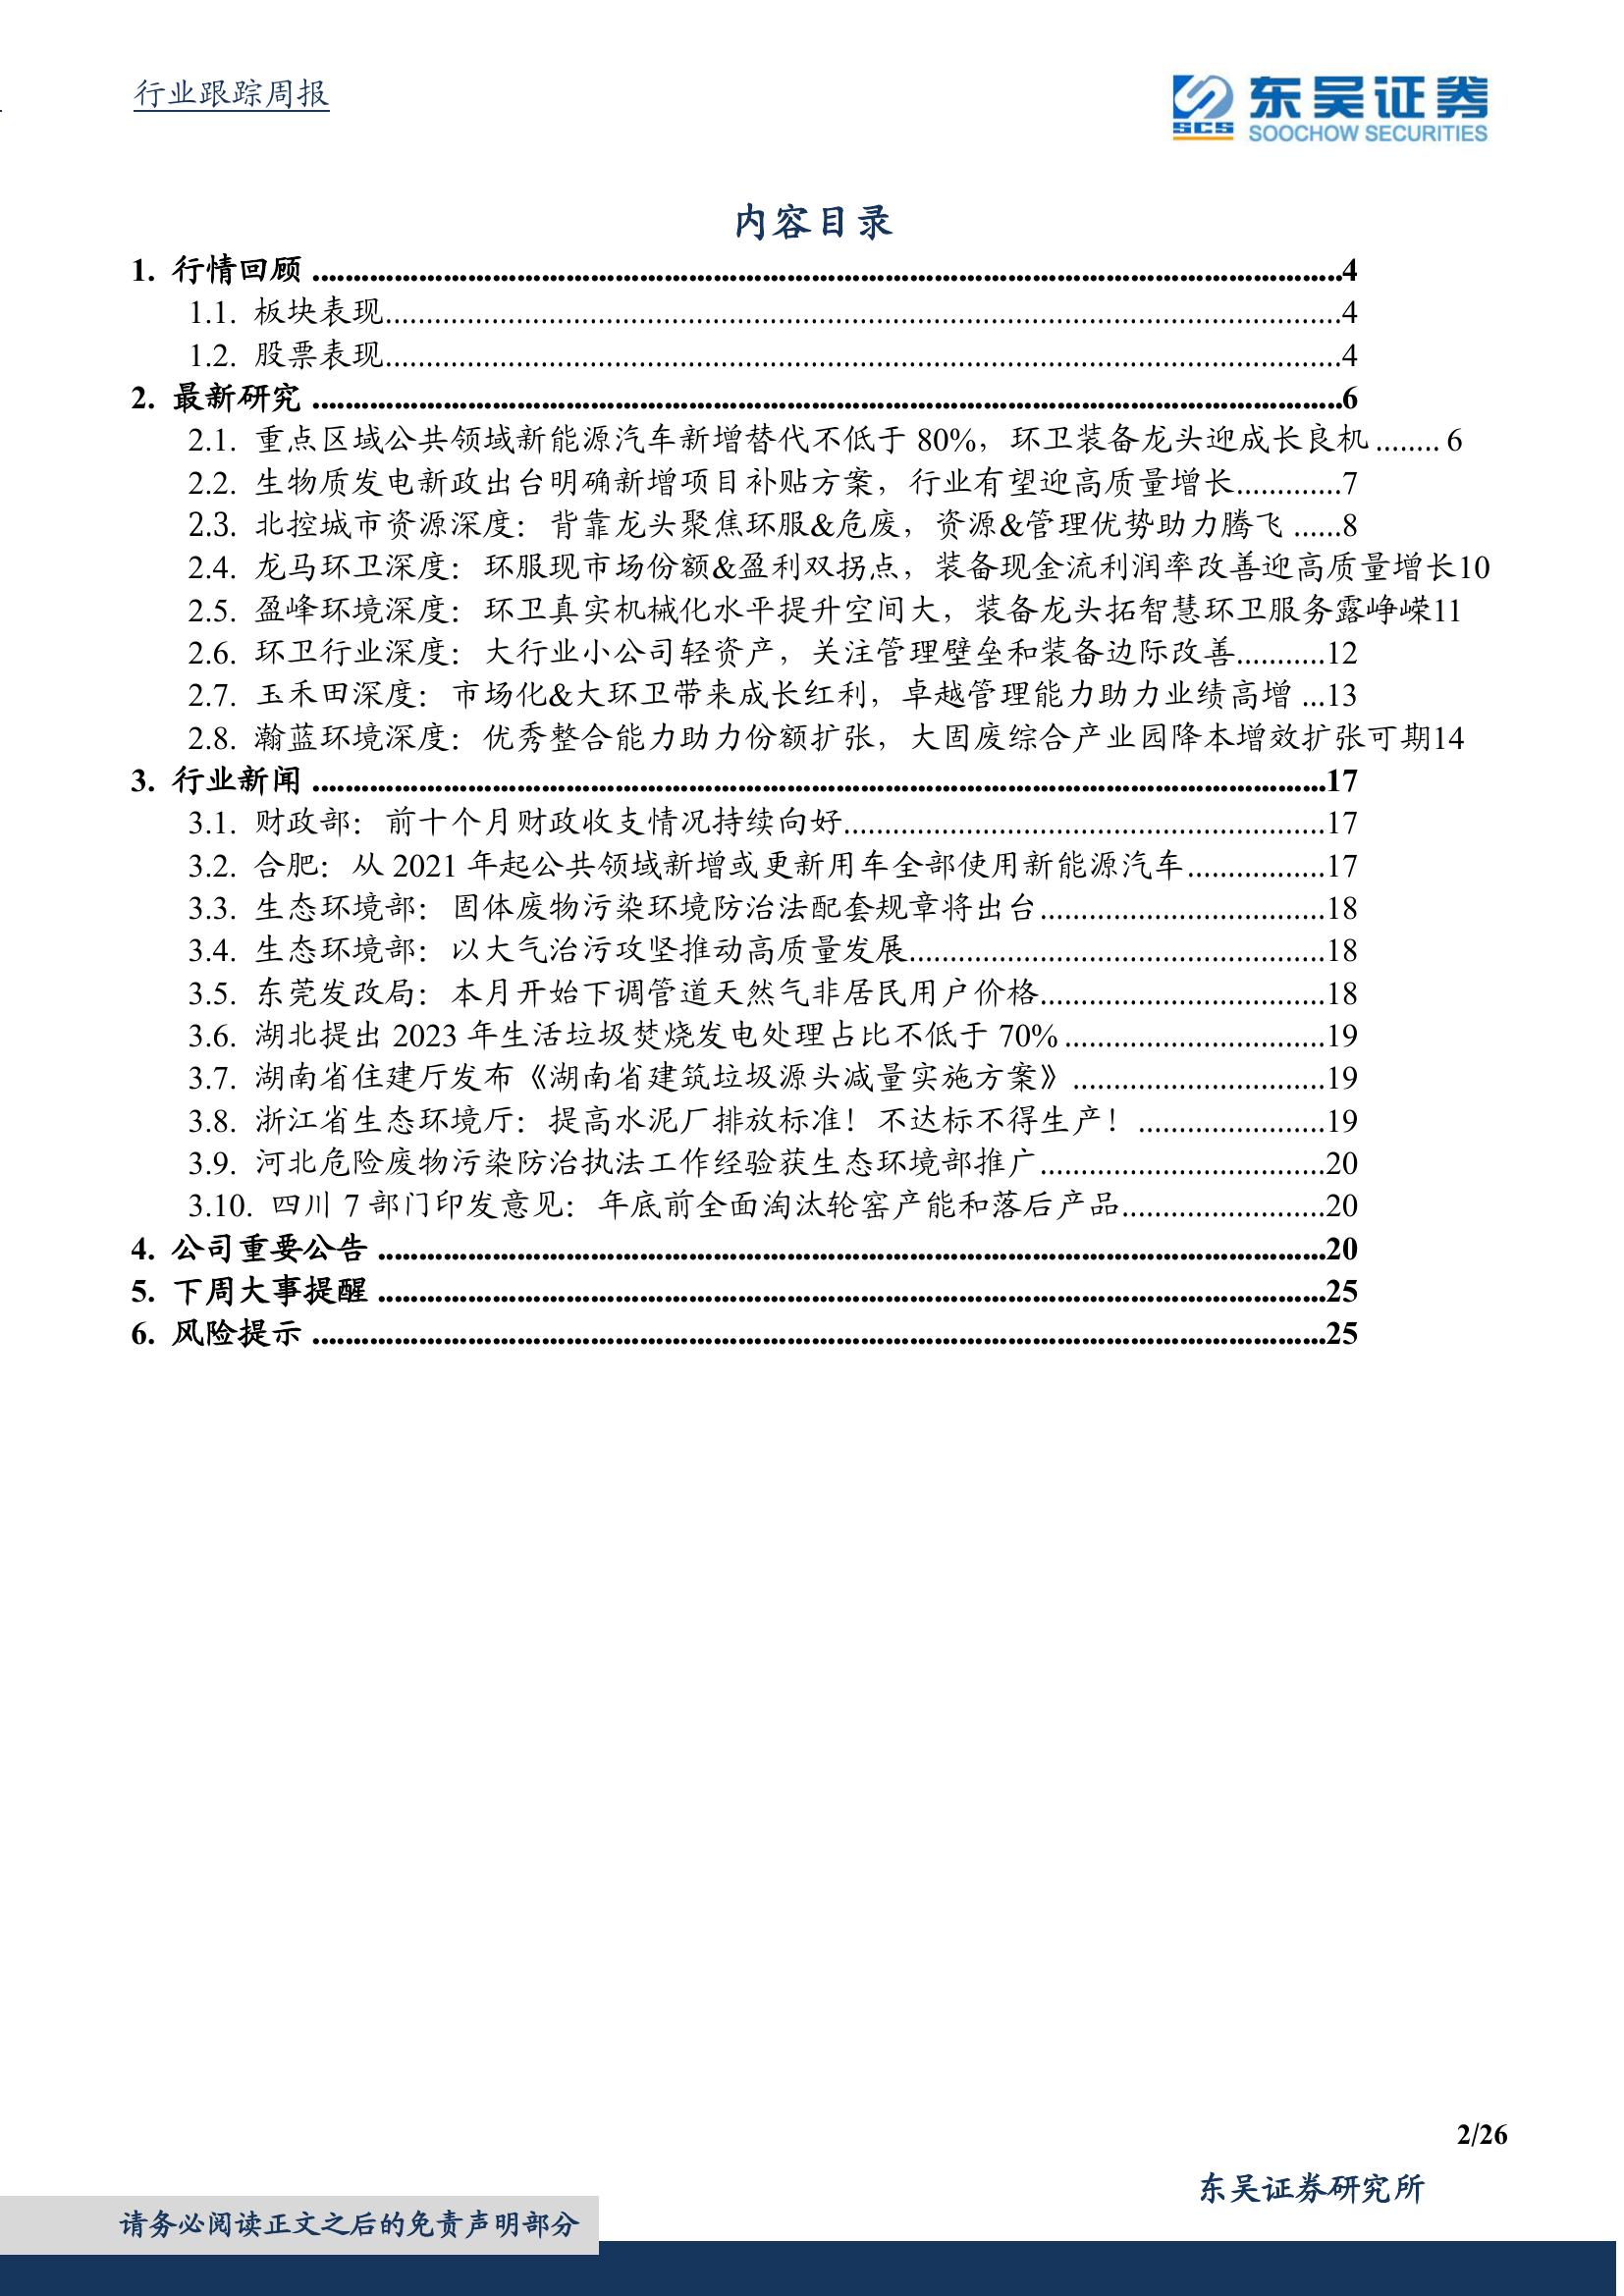 行业跟踪周报
SCS 东吴证券
SOOCHOW SECURITIES
内容目录
1. 行情回顾 ........................................................................................................................4
1.1. 板块表现........................................................................................................................4
1.2. 股票表现........................................................................................................................4
2. 最新研究 ........................................................................................................................6
2.1. 重点区域公共领域新能源汽车新增替代不低于 80%，环卫装备龙头迎成长良机 ........ 6
2.2. 生物质发电新政出台明确新增项目补贴方案，行业有望迎高质量增长.............7
2.3. 北控城市资源深度：背靠龙头聚焦环服&危废，资源&管理优势助力腾飞 ......8
2.4. 龙马环卫深度：环服现市场份额&盈利双拐点，装备现金流利润率改善迎高质量增长10
2.5. 盈峰环境深度：环卫真实机械化水平提升空间大，装备龙头拓智慧环卫服务露峥嵘11
2.6. 环卫行业深度：大行业小公司轻资产，关注管理壁垒和装备边际改善...........12
2.7. 玉禾田深度：市场化&大环卫带来成长红利，卓越管理能力助力业绩高增 ...13
2.8. 瀚蓝环境深度：优秀整合能力助力份额扩张，大固废综合产业园降本增效扩张可期14
3. 行业新闻 ........................................................................................................................17
3.1. 财政部：前十个月财政收支情况持续向好...........................................................17
3.2. 合肥：从 2021 年起公共领域新增或更新用车全部使用新能源汽车.................17
3.3. 生态环境部：固体废物污染环境防治法配套规章将出台...................................18
3.4. 生态环境部：以大气治污攻坚推动高质量发展...................................................18
3.5. 东莞发改局：本月开始下调管道天然气非居民用户价格...................................18
3.6. 湖北提出 2023 年生活垃圾焚烧发电处理占比不低于 70% ................................19
3.7. 湖南省住建厅发布《湖南省建筑垃圾源头减量实施方案》 ...............................19
3.8. 浙江省生态环境厅：提高水泥厂排放标准！不达标不得生产！ .......................19
3.9. 河北危险废物污染防治执法工作经验获生态环境部推广...................................20
3.10. 四川 7 部门印发意见：年底前全面淘汰轮窑产能和落后产品.........................20
4. 公司重要公告 ....................................................................................................................20
5. 下周大事提醒 ....................................................................................................................25
6. 风险提示 ............................................................................................................................25
2/26
东吴证券研究所
请务必阅读正文之后的免责声明部分